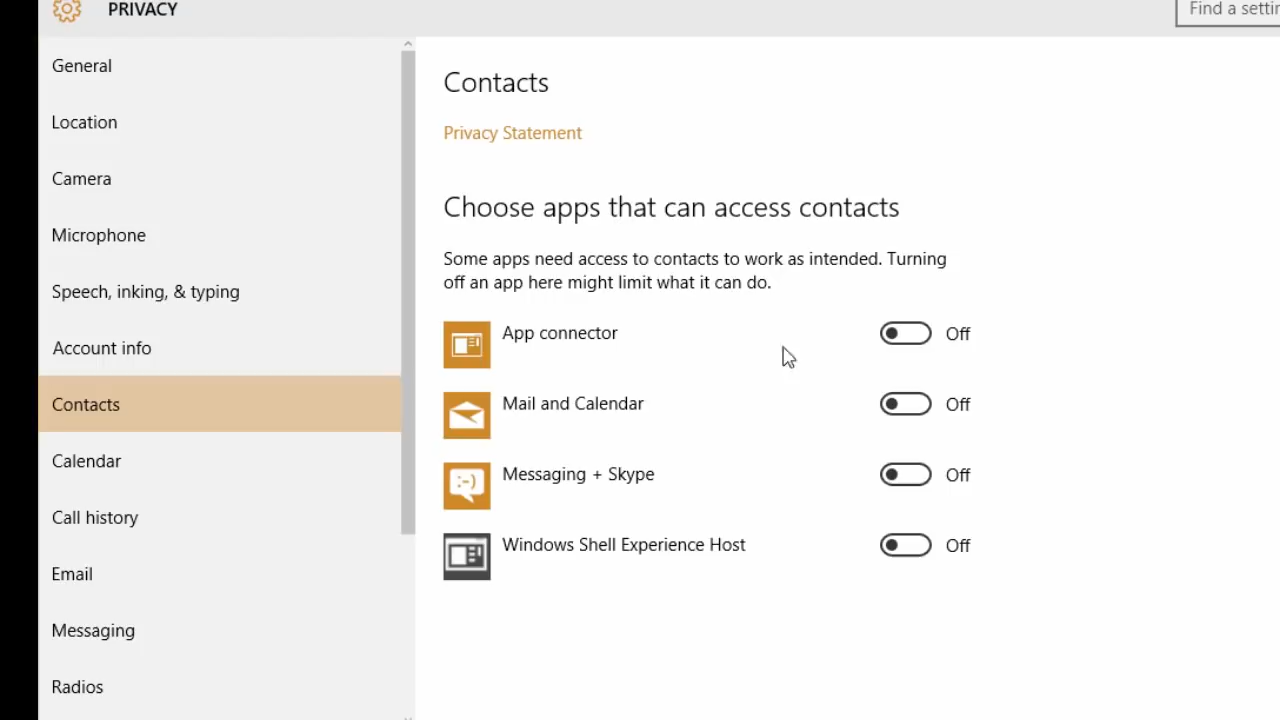 PRIVACY
Find a settin
General
Location
Camera
Microphone
Speech, inking, & typing
Account info
Contacts
Calendar
Call history
Email
Messaging
Radios
Contacts
Privacy Statement
Choose apps that can access contacts
Some apps need access to contacts to work as intended. Turning
off an app here might limit what it can do.
App connector Off
Mail and Calendar Off
:-)
Messaging + Skype Off
Windows Shell Experience Host Off